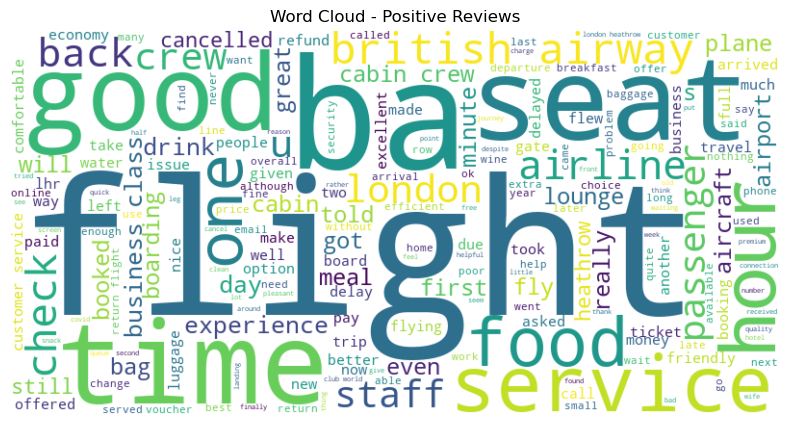 Word Cloud - Positive Reviews
flight
ba
seat
good
time
service
food
hour
one
british airway
airline
london
staff
passenger
check
crew
back
u
s
plane
cancelled
economy
many
refund
great
cabin crew
called
want
last
charge
london heathrow
customer
departure
breakfast
offer
arrived
comfortable
find
never
security
made
excellent
minute
delayed
flew
problem
baggage
business
full
much
say
said
put
airport
will
take
water
drink
people
issue
half
line
reason
row
point
journey
wine
despite
gate
came
going
travel
nothing
lhr
online
way
tried
see
quick
left
enough
use
business class
boarding
although
fine
overall
given
cabin
price
leg
two
arrival
rather
without
efficient
ok
year
extra
choice
front
later
lounge
long
think
old
waiting
phone
used
aircraft
customer service
screen
paid
booked
return flight
nice
cancel
email
clean
make
well
option
told
got
board
meal
home
feel
free
due
first
little
helpful
took
help
went
fly
heathrow
week
thank
really
quite
another
available
premium
connection
booking
number
received
day
need
lot
pleasant
delay
experience
around
pay
flying
poor
seem
asked
ticket
money
late
quality
hotel
still
snack
covid
queue
second
bag
luggage
landing
trip
better
now
new
club world
able
give
even
work
wait
friendly
call
go
next
offered
change
served
voucher
finally
best
return
thing
found
small
bad
wife